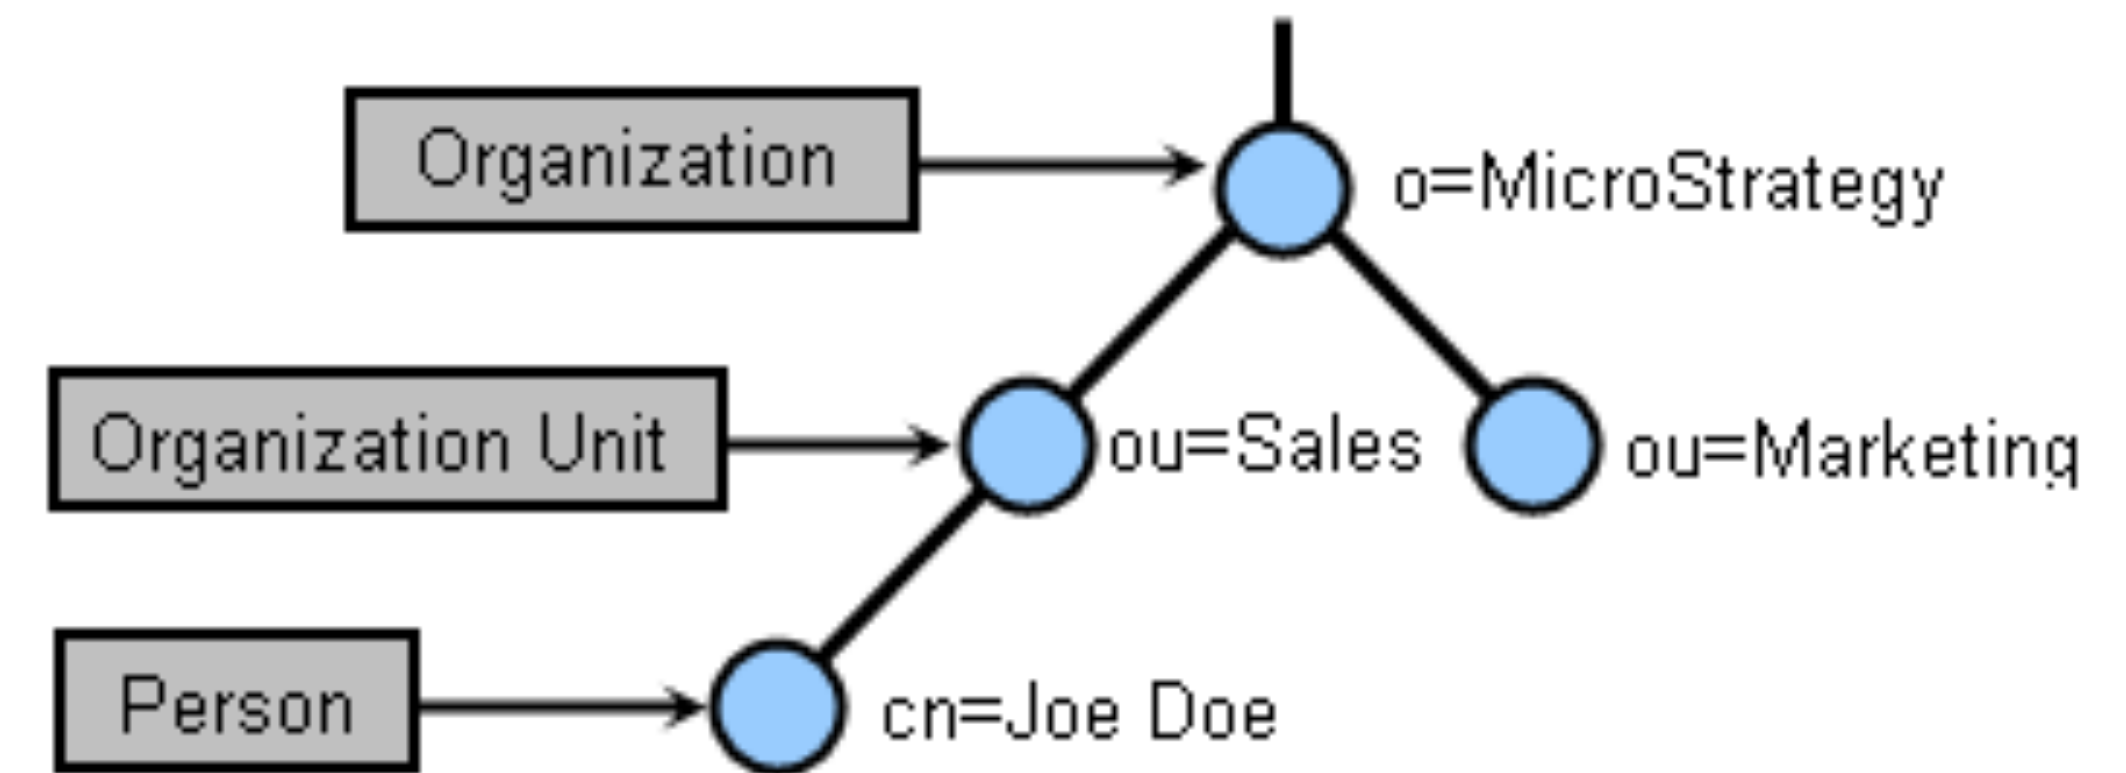 Organization
o=MicroStrategy
Organization Unit
ou=Sales
ou=Marketing
Person
cn=Joe Doe